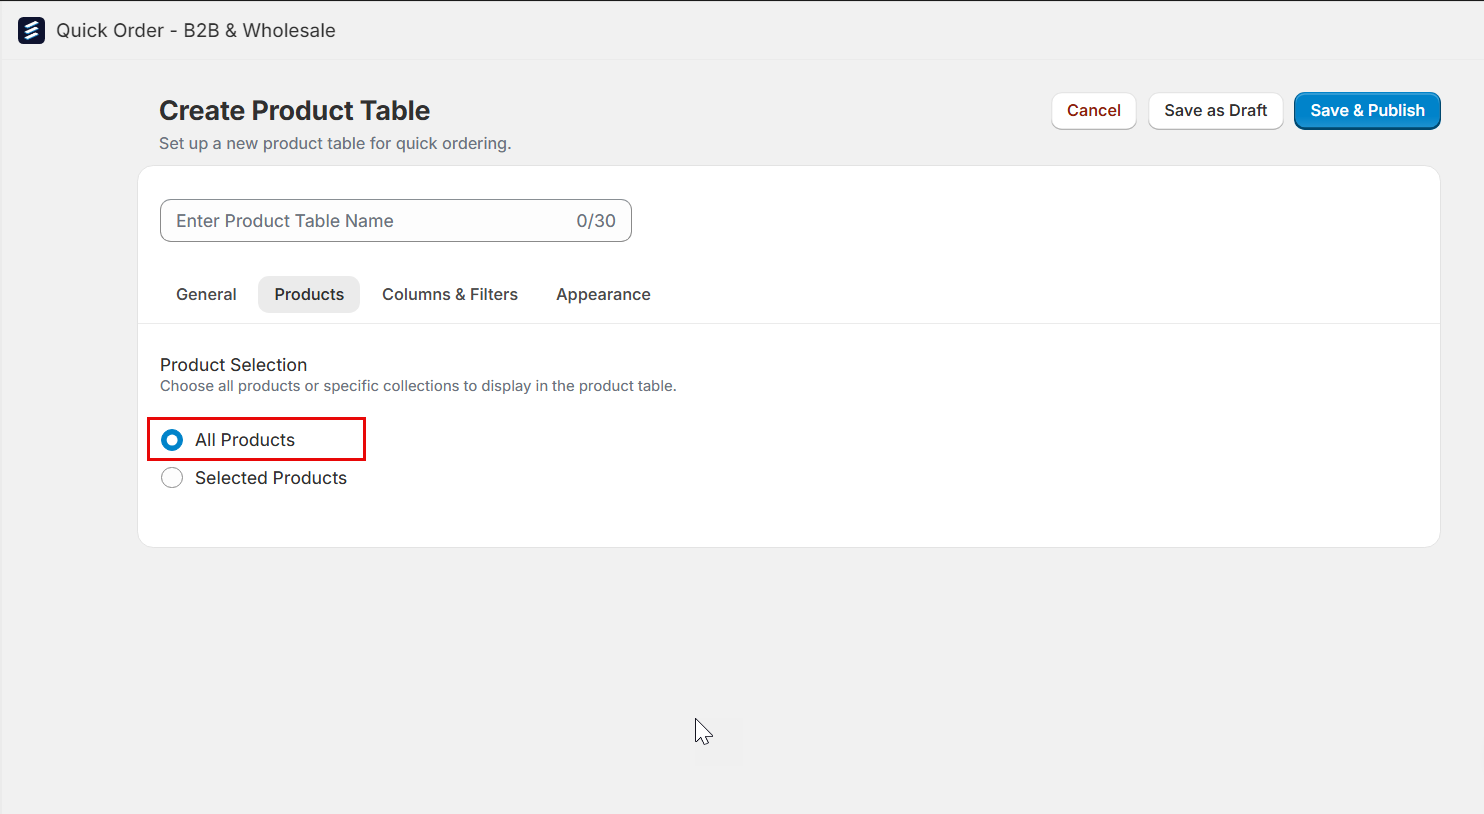 Quick Order - B2B & Wholesale
Create Product Table
Set up a new product table for quick ordering.
Cancel
Save as Draft
Save & Publish
Enter Product Table Name 0/30
General Products Columns & Filters Appearance
Product Selection
Choose all products or specific collections to display in the product table.
All Products
Selected Products